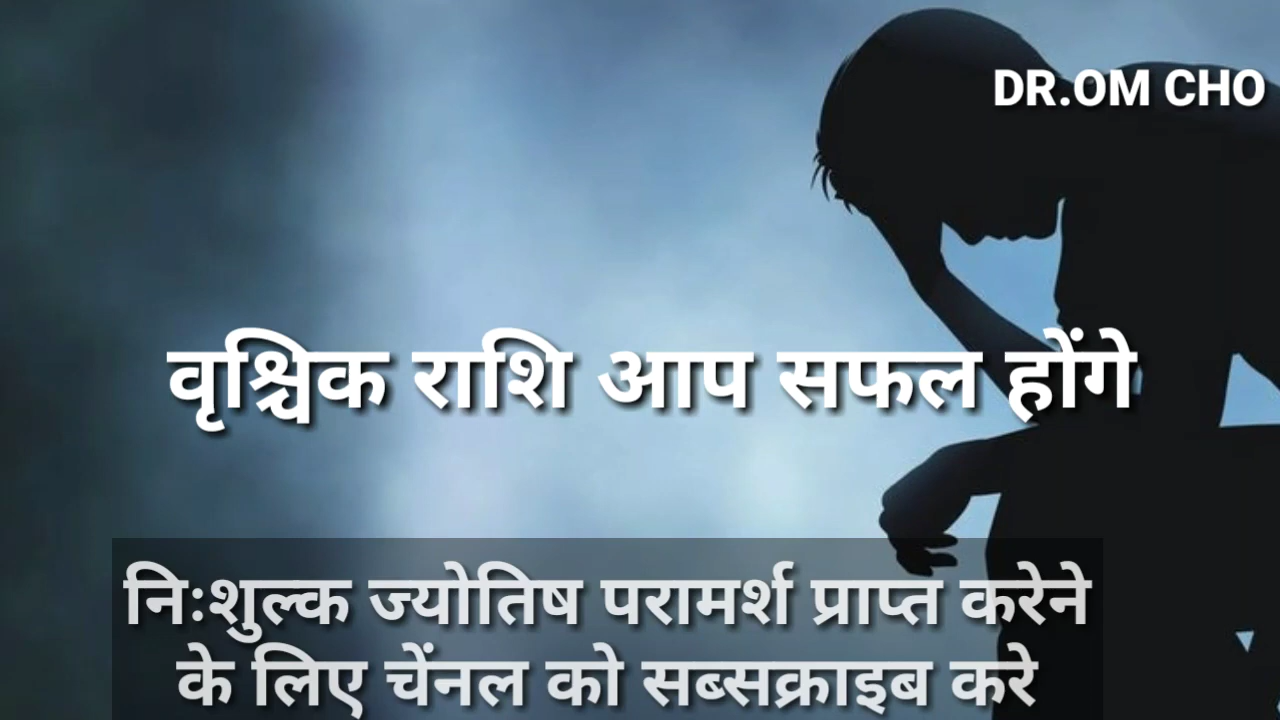 DR.OM CHO
वृश्चिक राशि आप सफल होंगे
निःशुल्क ज्योतिष परामर्श प्राप्त करेने
के लिए चेंनल को सब्सक्राइब करे